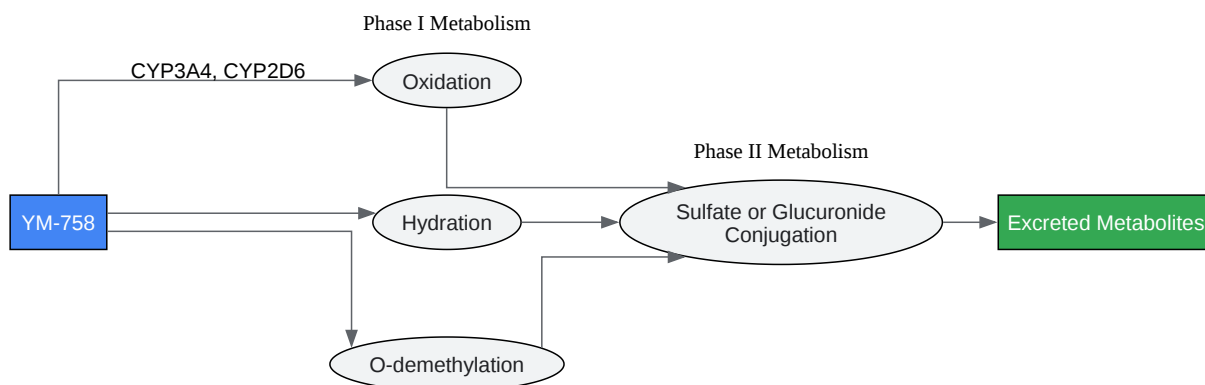 Phase I Metabolism
CYP3A4, CYP2D6
Oxidation
Phase II Metabolism
YM-758
Hydration
Sulfate or Glucuronide
Conjugation
Excreted Metabolites
O-demethylation